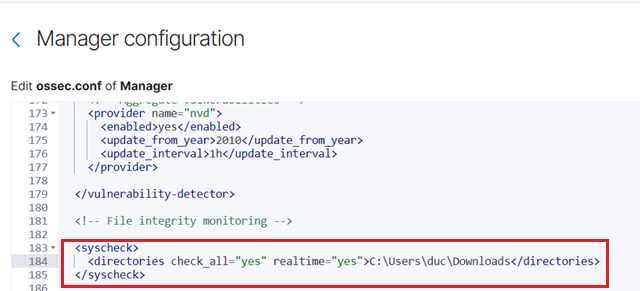 Manager configuration
Edit ossec.conf of Manager
173 <provider name="nvd">
174 <enabled>yes</enabled>
175 <update_from_year>2010</update_from_year>
176 <update_interval>1h</update_interval>
177 </provider>
178
179 </vulnerability-detector>
180
181 <!-- File integrity monitoring -->
182
183 <syscheck>
184 <directories check_all="yes" realtime="yes">C:\Users\duc\Downloads</directories>
185 </syscheck>
186